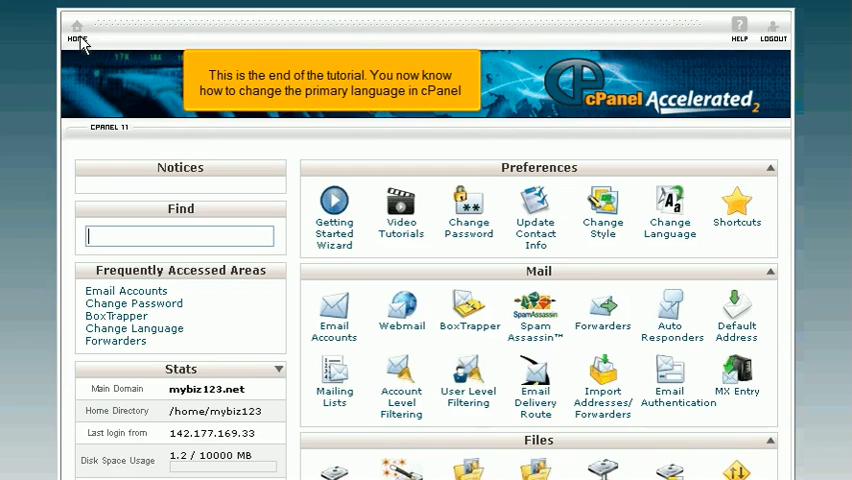 HOME
HELP
LOGOUT
This is the end of the tutorial. You now know
how to change the primary language in cPanel
cP
cPanel Accelerated2
CPANEL 11
Notices
Find
Frequently Accessed Areas
Email Accounts
Change Password
BoxTrapper
Change Language
Forwarders
Stats
Main Domain mybiz123.net
Home Directory /home/mybiz123
Last login from 142.177.169.33
Disk Space Usage 1.2 / 10000 MB
Preferences
Getting
Started
Wizard
Video
Tutorials
Change
Password
Update
Contact
Info
Change
Style
Change
Language
Shortcuts
Mail
Email
Accounts
Webmail
BoxTrapper
Spam
Assassin™
Forwarders
Auto
Responders
Default
Address
Mailing
Lists
Account
Level
Filtering
User Level
Filtering
Email
Delivery
Route
Import
Addresses/
Forwarders
Email
Authentication
MX Entry
Files